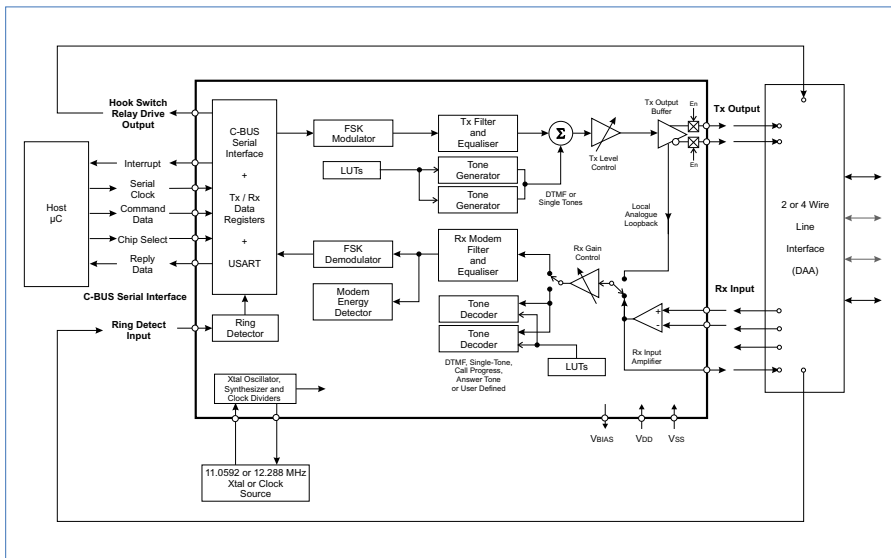 Hook Switch
Relay Drive
Output
Host
µC
Interrupt
Serial
Clock
Command
Data
Chip Select
Reply
Data
C-BUS Serial Interface
Ring Detect
Input
C-BUS
Serial
Interface
+
Tx / Rx
Data
Registers
+
USART
Ring
Detector
FSK
Modulator
Tx Filter
and
Equaliser
LUTs
Tone
Generator
Tone
Generator
DTMF or
Single Tones
Σ
Tx Level
Control
Tx Output
Buffer
En
En
Tx Output
Local
Analogue
Loopback
FSK
Demodulator
Modem
Energy
Detector
Rx Modem
Filter
and
Equaliser
Rx Gain
Control
Tone
Decoder
Tone
Decoder
DTMF, Single-Tone,
Call Progress,
Answer Tone
or User Defined
LUTs
+
-
Rx Input
Amplifier
Rx Input
2 or 4 Wire
Line
Interface
(DAA)
Xtal Oscillator,
Synthesizer and
Clock Dividers
11.0592 or 12.288 MHz
Xtal or Clock
Source
VBIAS
VDD
VSS